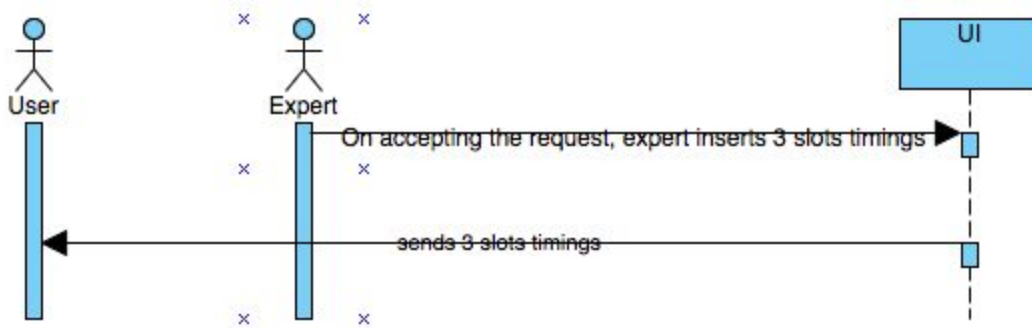 UI
User
Expert
On accepting the request, expert inserts 3 slots timings
sends 3 slots timings